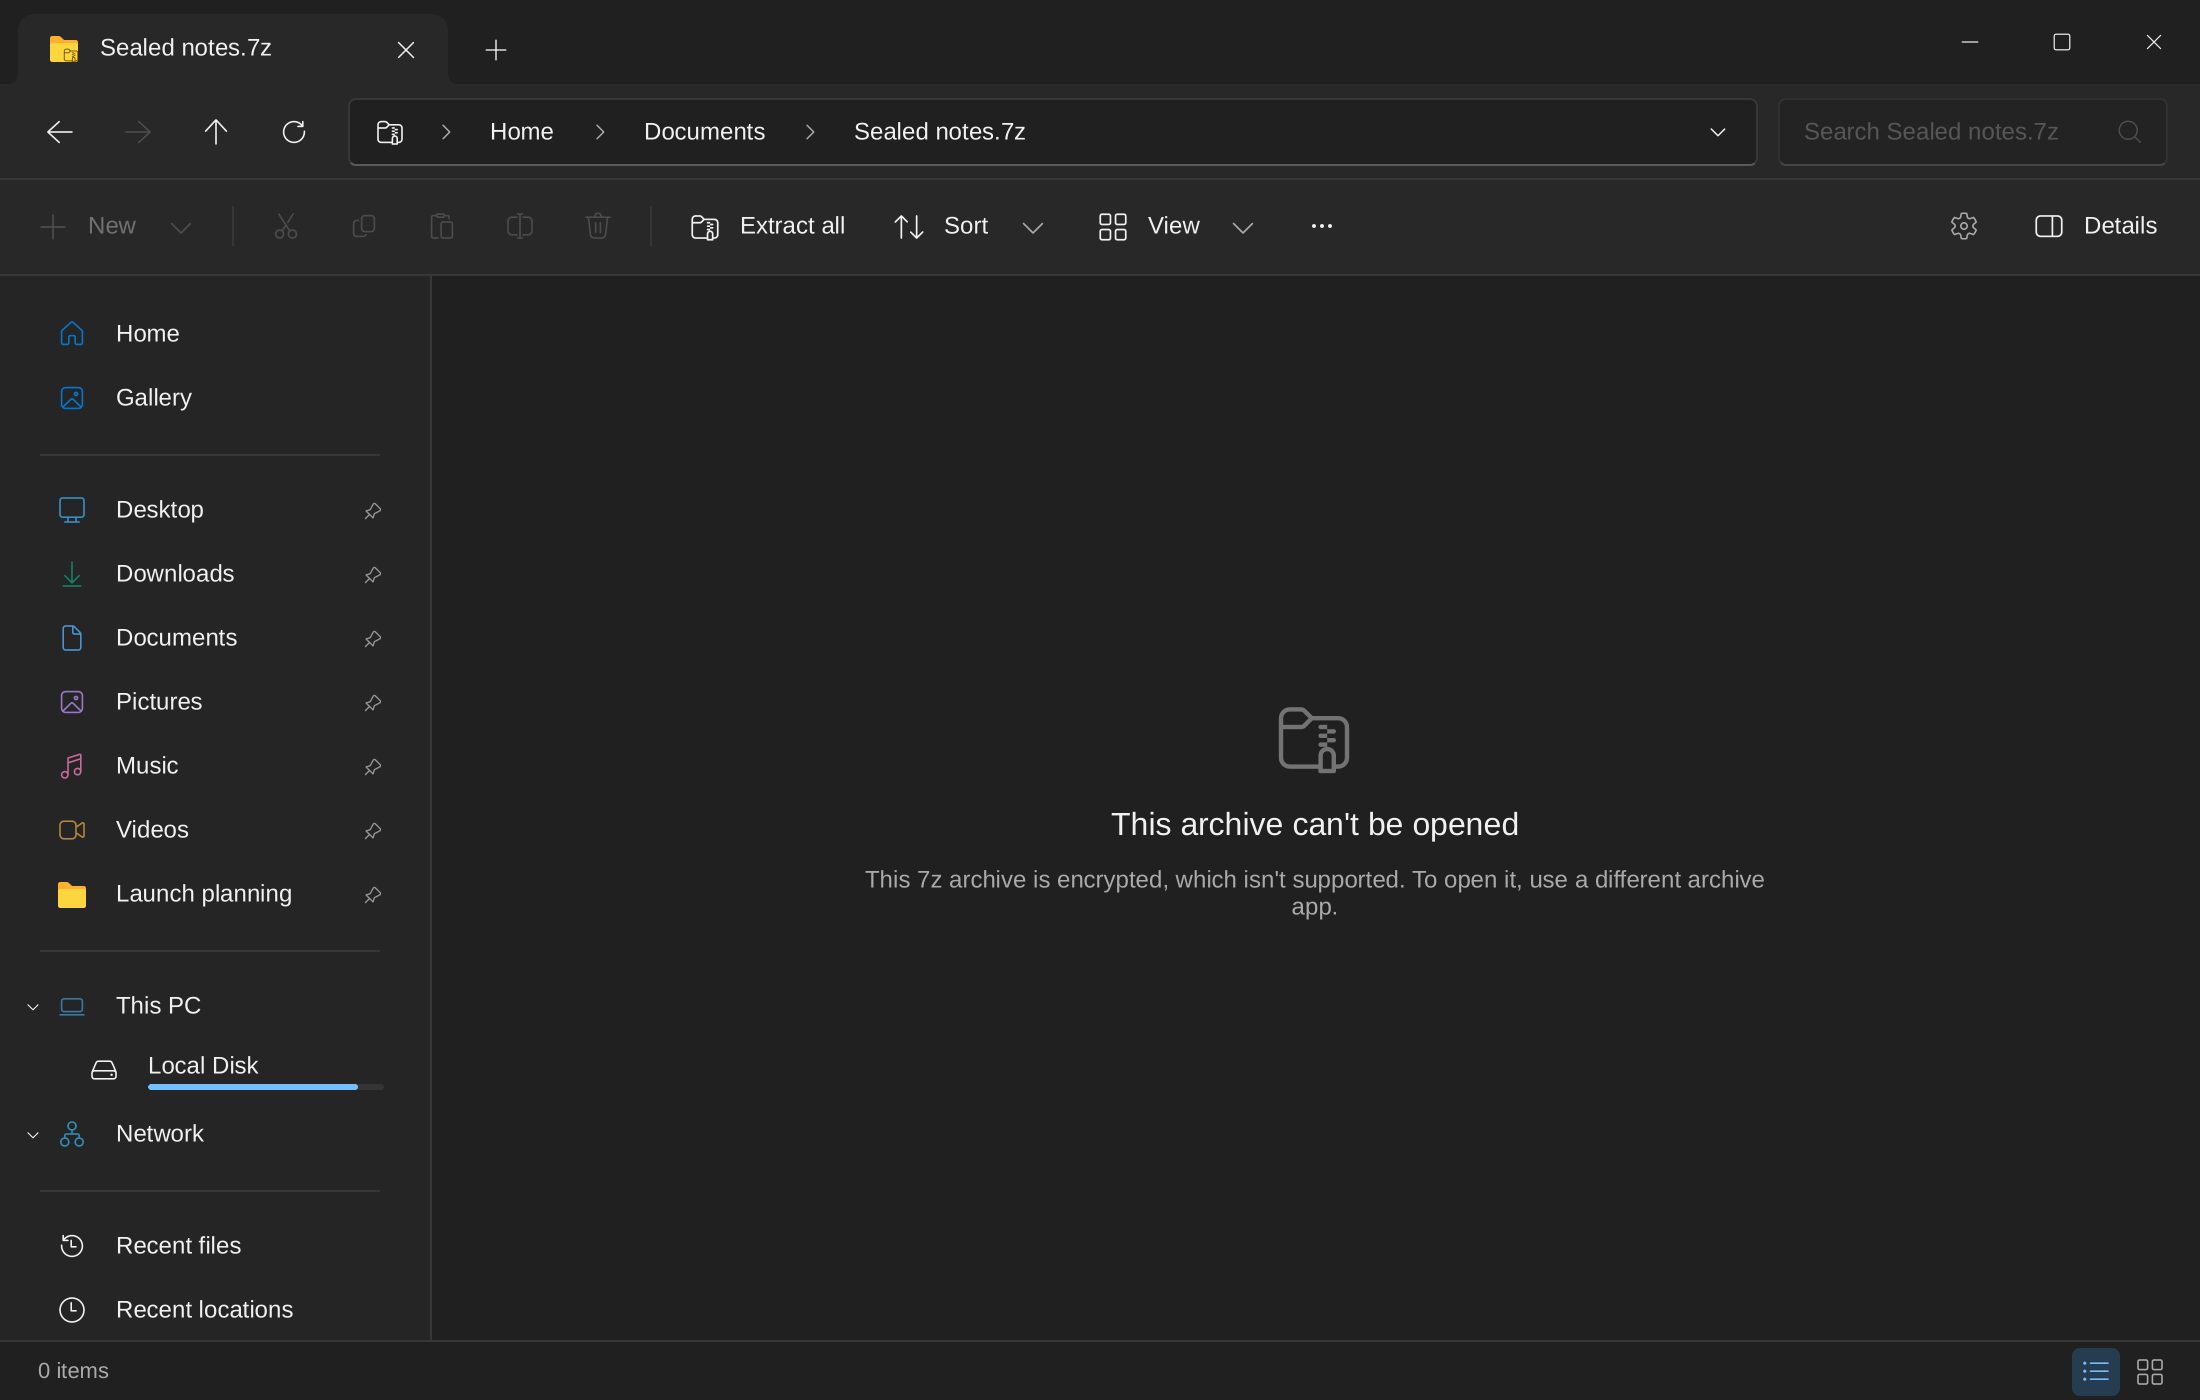 Sealed notes.7z
Home
Documents
Sealed notes.7z
Search Sealed notes.7z
New
Extract all
Sort
View
Details
Home
Gallery
Desktop
Downloads
Documents
Pictures
Music
Videos
Launch planning
This PC
Local Disk
Network
Recent files
Recent locations
This archive can't be opened
This 7z archive is encrypted, which isn't supported. To open it, use a different archive
app.
0 items